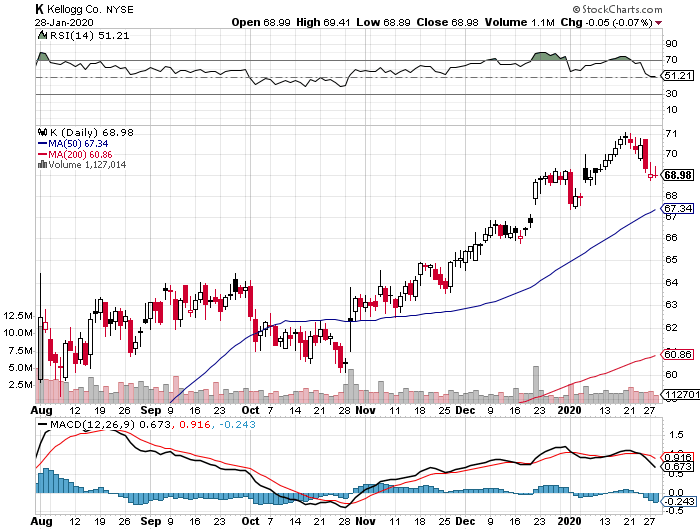 K Kellogg Co. NYSE © StockCharts.com
28-Jan-2020 Open 68.99 High 69.41 Low 68.89 Close 68.98 Volume 1.1M Chg -0.05 (-0.07%)
RSI(14) 51.21
90
70
51.21
30
10
K (Daily) 68.98
MA(50) 67.34
MA(200) 60.86
Volume 1,127,014
71
70
68.98
68
67.34
66
65
64
63
62
61
60.86
60
12.5M
10.0M
7.5M
5.0M
2.5M
112701
Aug 12 19 26 Sep 9 16 23 Oct 7 14 21 28 Nov 11 18 25 Dec 9 16 23 2020 13 21 27
MACD(12,26,9) 0.673, 0.916, -0.243
1.5
1.0
0.916
0.673
0.0
-0.243
Aug 12 19 26 Sep 9 16 23 Oct 7 14 21 28 Nov 11 18 25 Dec 9 16 23 2020 13 21 27